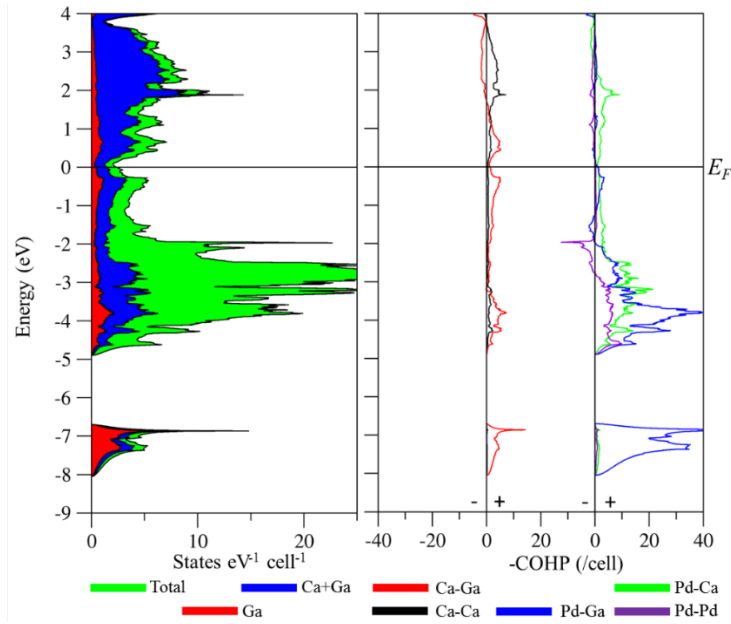 4
3
2
1
0
-1
-2
-3
-4
-5
-6
-7
-8
-9
Energy (eV)
E_F
- + - +
0 10 20 -40 -20 0 20 0 20 40
States eV⁻¹ cell⁻¹ -COHP (/cell)
Total Ca+Ga Ca-Ga Pd-Ca
Ga Ca-Ca Pd-Ga Pd-Pd